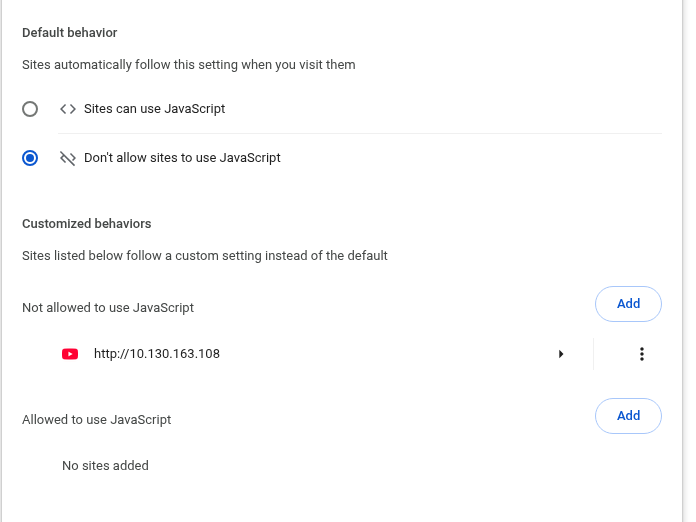 Default behavior
Sites automatically follow this setting when you visit them
Sites can use JavaScript
Don't allow sites to use JavaScript
Customized behaviors
Sites listed below follow a custom setting instead of the default
Not allowed to use JavaScript
Add
http://10.130.163.108
Allowed to use JavaScript
Add
No sites added